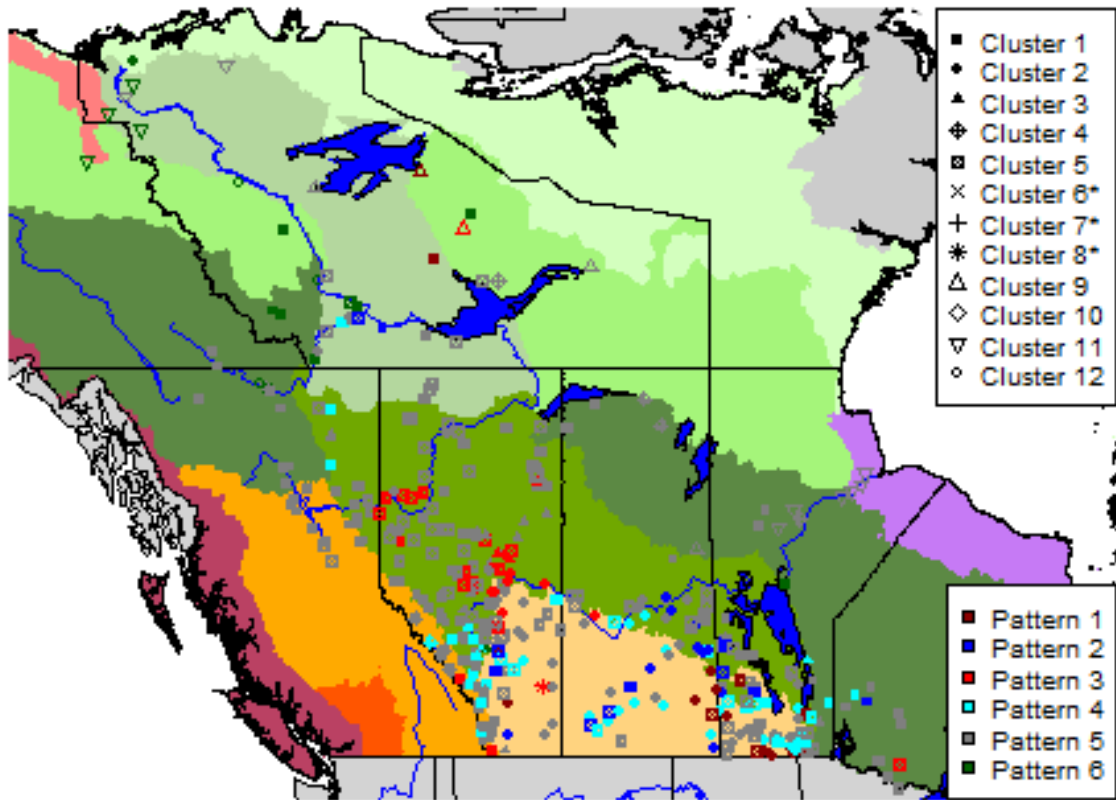 Cluster 1
Cluster 2
Cluster 3
Cluster 4
Cluster 5
Cluster 6*
Cluster 7*
Cluster 8*
Cluster 9
Cluster 10
Cluster 11
Cluster 12
Pattern 1
Pattern 2
Pattern 3
Pattern 4
Pattern 5
Pattern 6